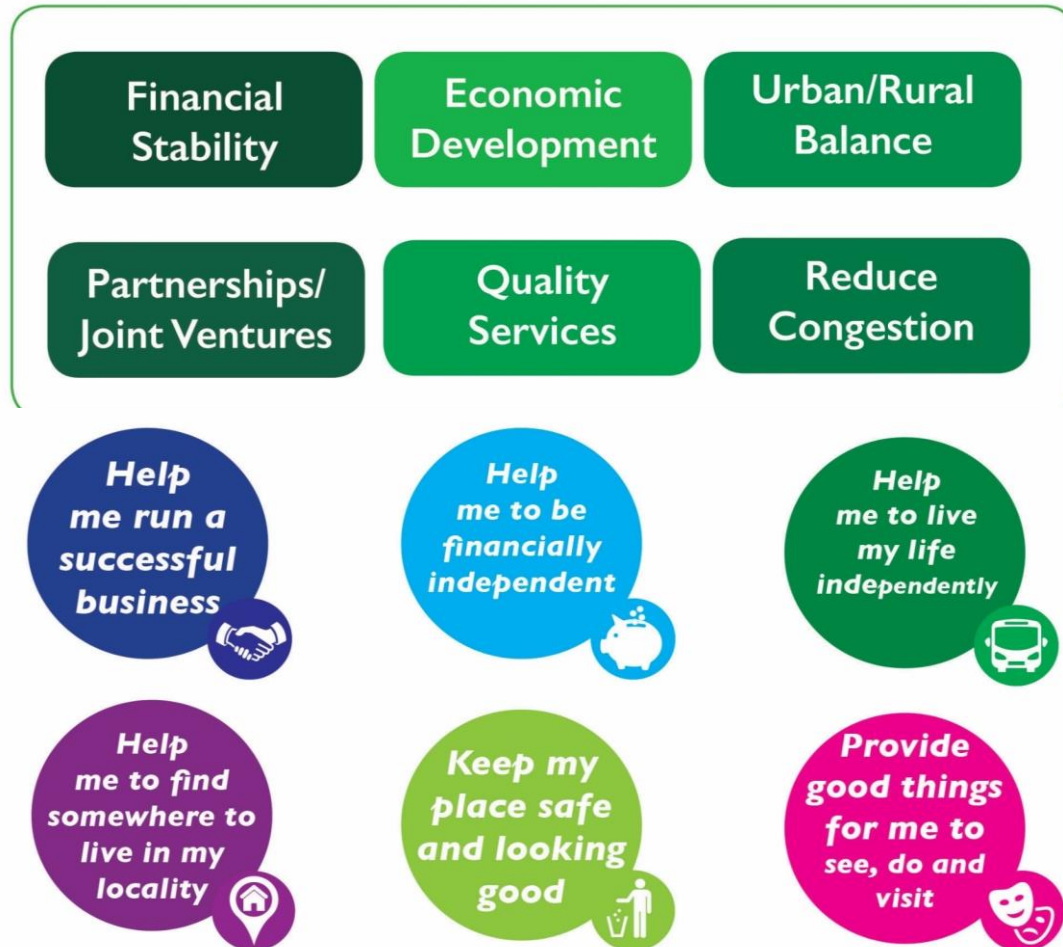 Financial
Stability
Economic
Development
Urban/Rural
Balance
Partnerships/
Joint Ventures
Quality
Services
Reduce
Congestion
Help
me run a
successful
business
Help
me to be
financially
independent
Help
me to live
my life
independently
Help
me to find
somewhere to
live in my
locality
Keep my
place safe
and looking
good
Provide
good things
for me to
see, do and
visit